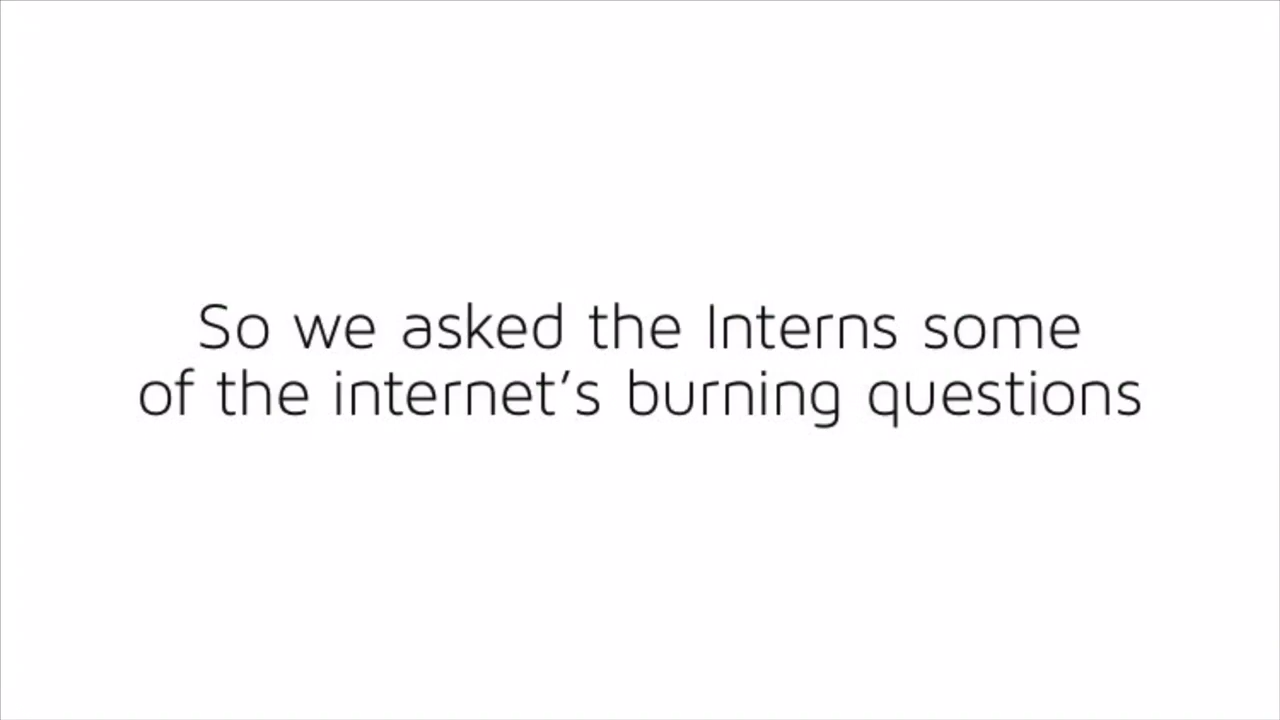 So we asked the Interns some
of the internet’s burning questions